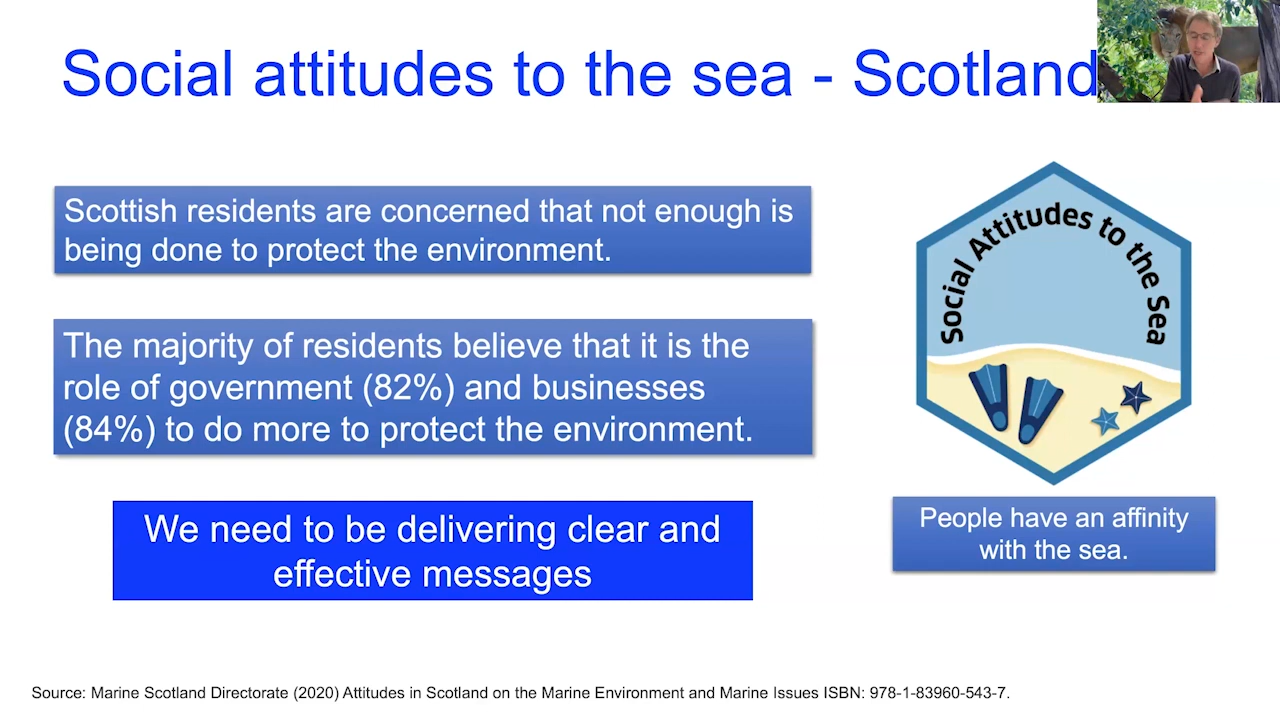 Social attitudes to the sea - Scotland
Scottish residents are concerned that not enough is
being done to protect the environment.
The majority of residents believe that it is the
role of government (82%) and businesses
(84%) to do more to protect the environment.
We need to be delivering clear and
effective messages
Social Attitudes to the Sea
People have an affinity
with the sea.
Source: Marine Scotland Directorate (2020) Attitudes in Scotland on the Marine Environment and Marine Issues ISBN: 978-1-83960-543-7.